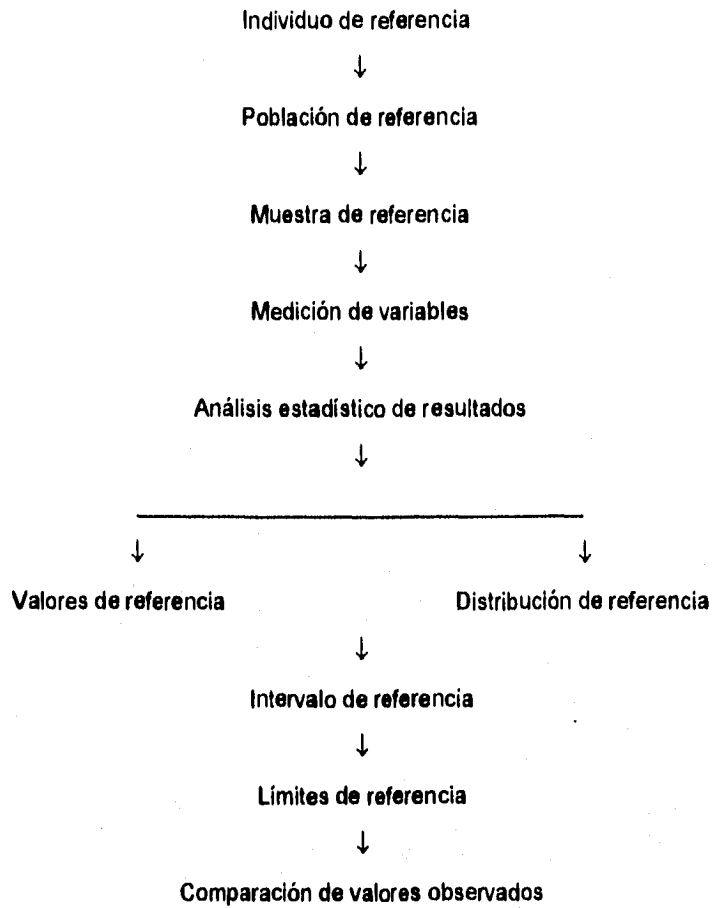 Individuo de referencia
↓
Población de referencia
↓
Muestra de referencia
↓
Medición de variables
↓
Análisis estadístico de resultados
↓
↓ ↓
Valores de referencia Distribución de referencia
↓
Intervalo de referencia
↓
Límites de referencia
↓
Comparación de valores observados